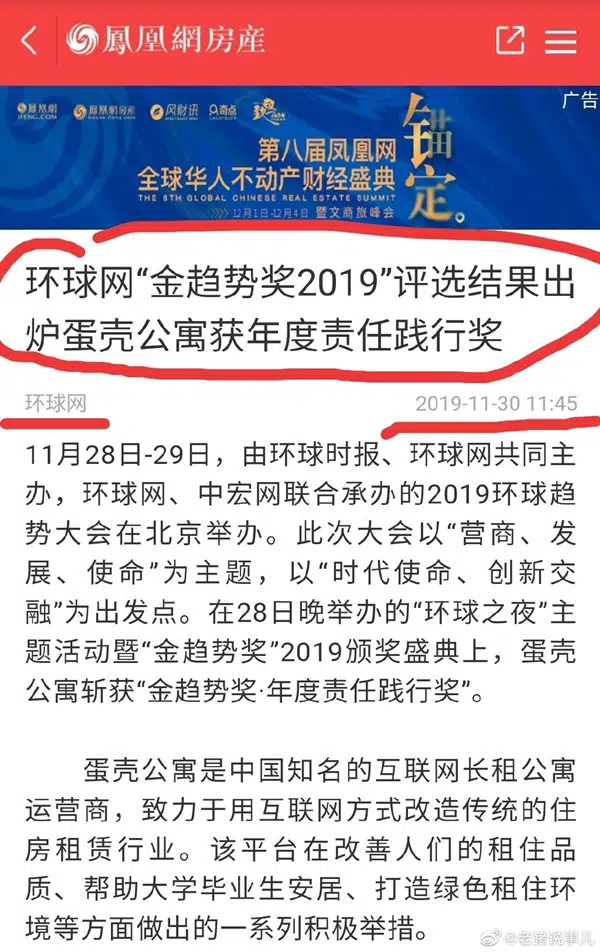 鳳凰網房産
广告
鳳凰網
iFENG.COM
鳳凰網房産
house.ifeng.com
风财讯
奇点
第八届凤凰网
全球华人不动产财经盛典
THE 8TH GLOBAL CHINESE REAL ESTATE SUMMIT
12月1日-12月4日 暨文商旅峰会
锚定。
环球网“金趋势奖2019”评选结果出
炉蛋壳公寓获年度责任践行奖
环球网
2019-11-30 11:45
11月28日-29日，由环球时报、环球网共同主
办，环球网、中宏网联合承办的2019环球趋
势大会在北京举办。此次大会以“营商、发
展、使命”为主题，以“时代使命、创新交
融”为出发点。在28日晚举办的“环球之夜”主
题活动暨“金趋势奖”2019颁奖盛典上，蛋壳
公寓斩获“金趋势奖·年度责任践行奖”。
蛋壳公寓是中国知名的互联网长租公寓
运营商，致力于用互联网方式改造传统的住
房租赁行业。该平台在改善人们的租住品
质、帮助大学毕业生安居、打造绿色租住环
境等方面做出的一系列积极举措。